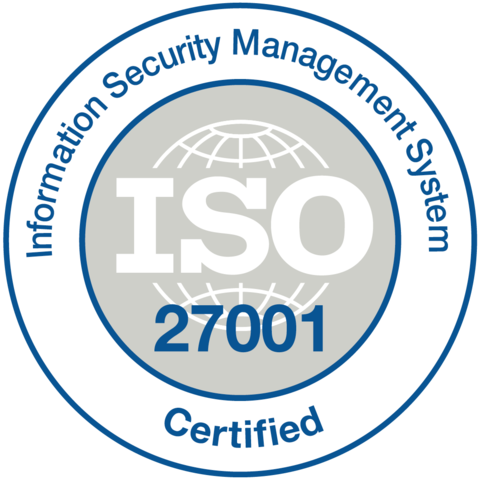 Information Security Management System
ISO
27001
Certified